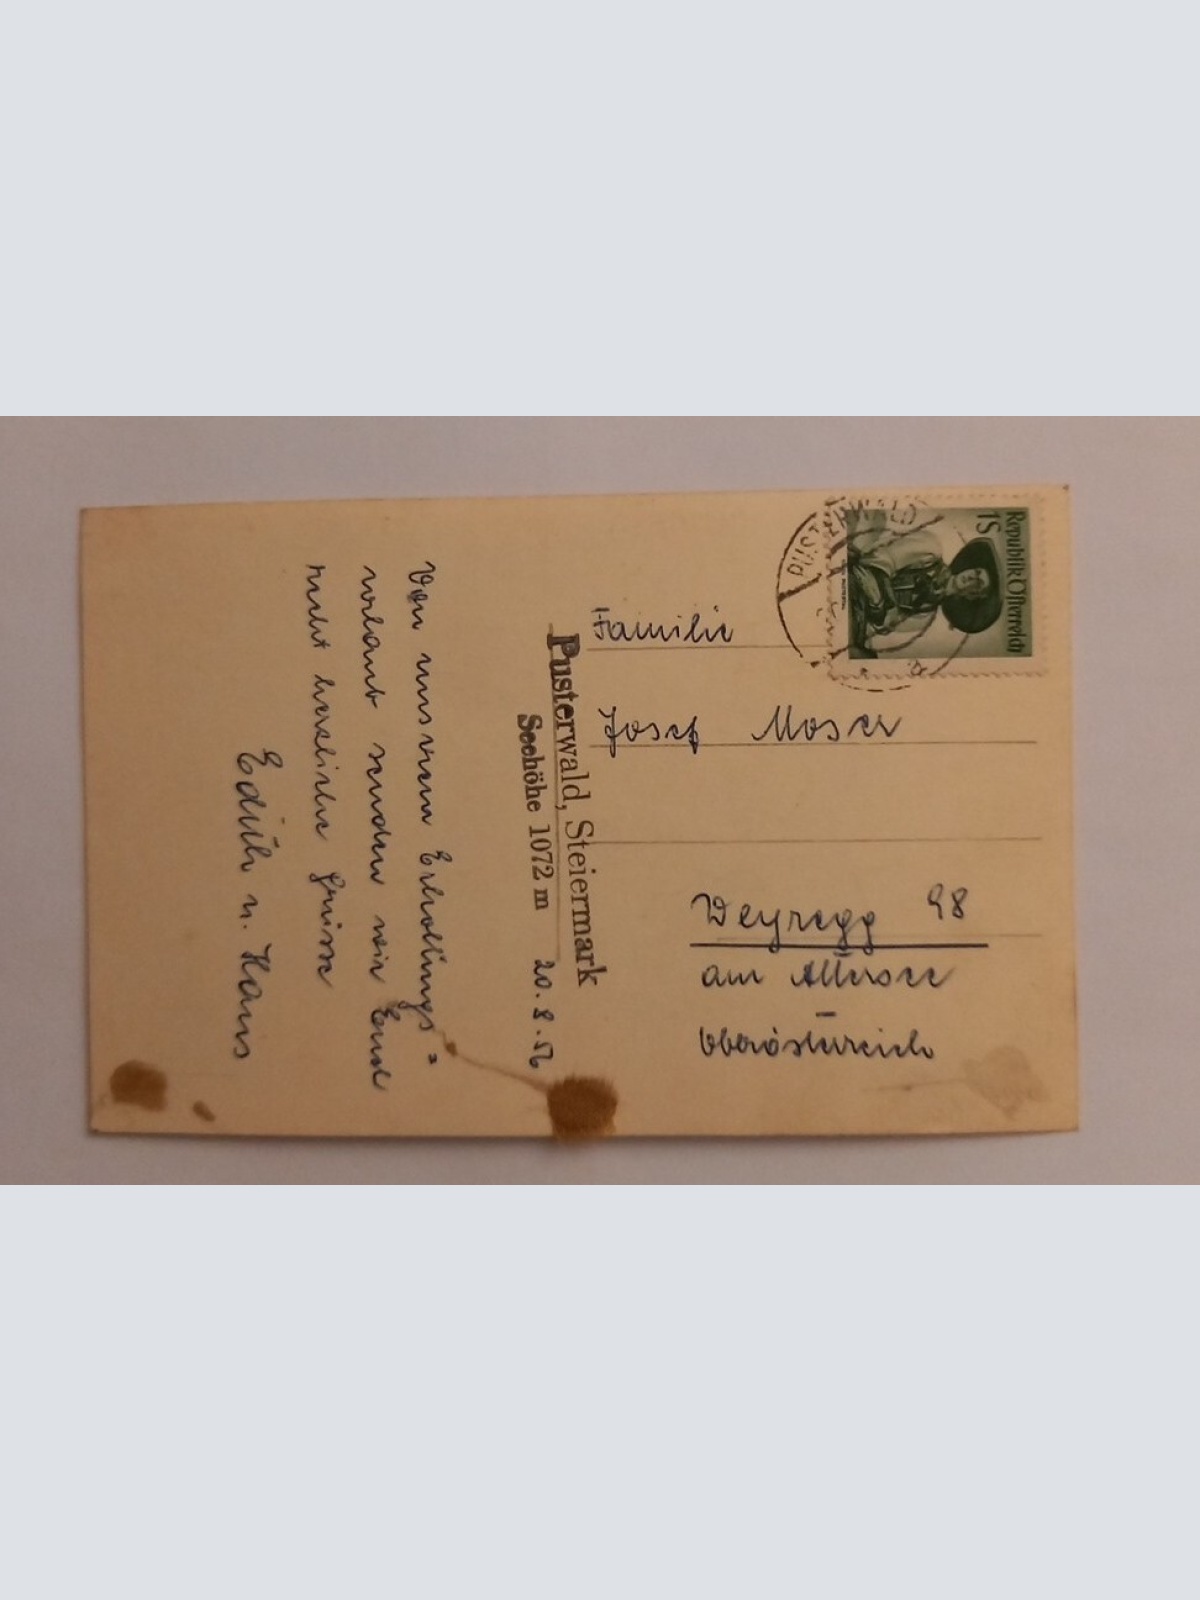 20. 8. 56
Von unserem Erholungs=
urlaub senden wir Euch
recht herzliche Grüsse
Edith u. Hans
Pusterwald, Steiermark
Seehöhe 1072 m
Republik Österreich
1S
PUSTERWALD
Familie
Josef Moser
Weyregg 98
am Attersee
Oberösterreich